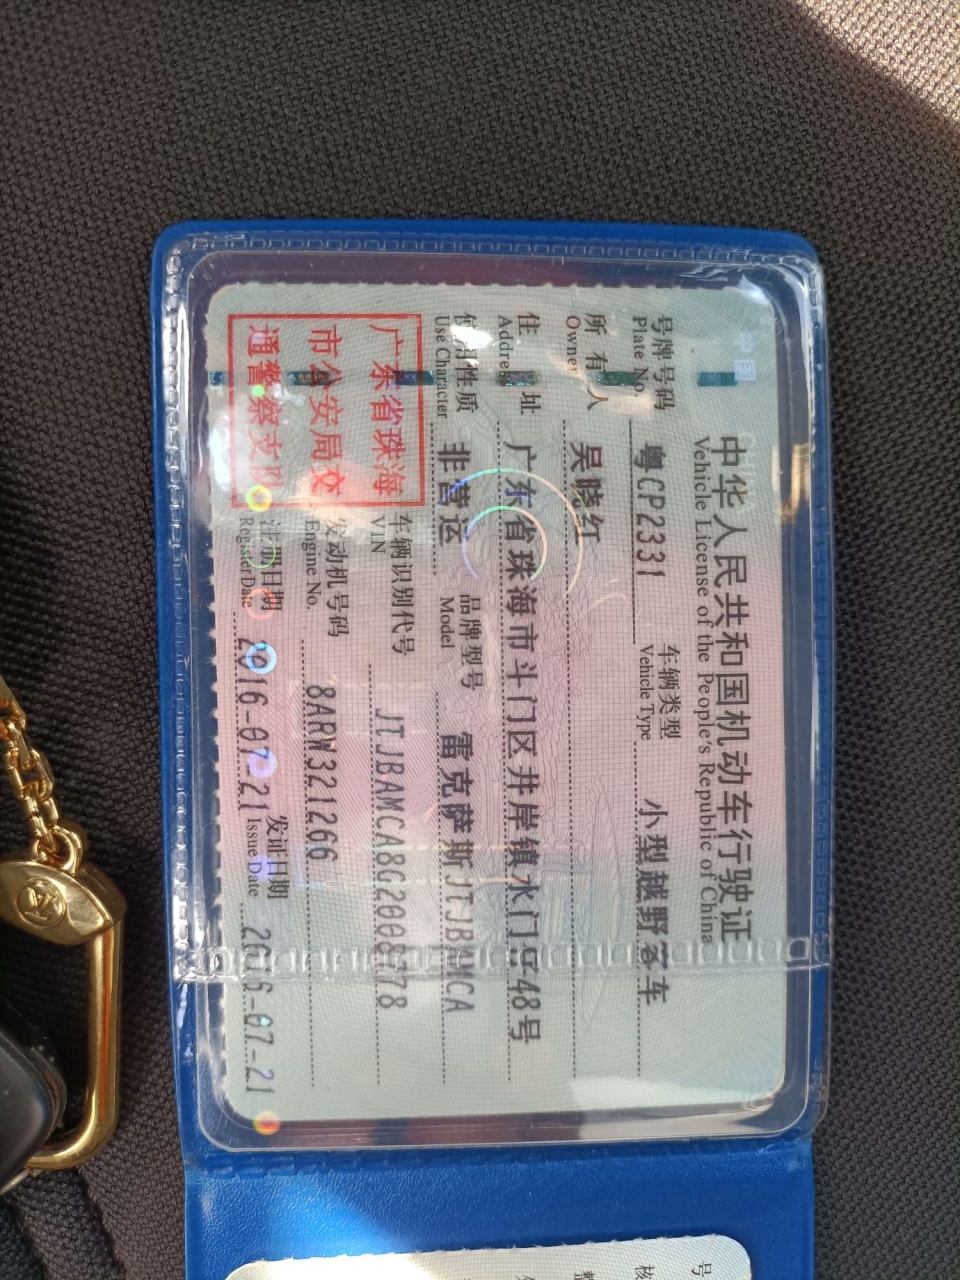 中华人民共和国机动车行驶证
Vehicle License of the People's Republic of China
号牌号码 粤CP2331 车辆类型 小型越野客车
Plate No. Vehicle Type
所有人 吴晓红
Owner
住址 广东省珠海市斗门区井岸镇水门 48号
Address
使用性质 非营运 品牌型号 雷克萨斯JTJBAMCA
Use Character Model
广东省珠海
市公安局交
通警察支队
车辆识别代号 JTJBAMCA8G200
VIN
发动机号码 8ARW321266
Engine No.
注册日期 2016-07-21 发证日期 2016-07-21
Register Date Issue Date
号
核
整